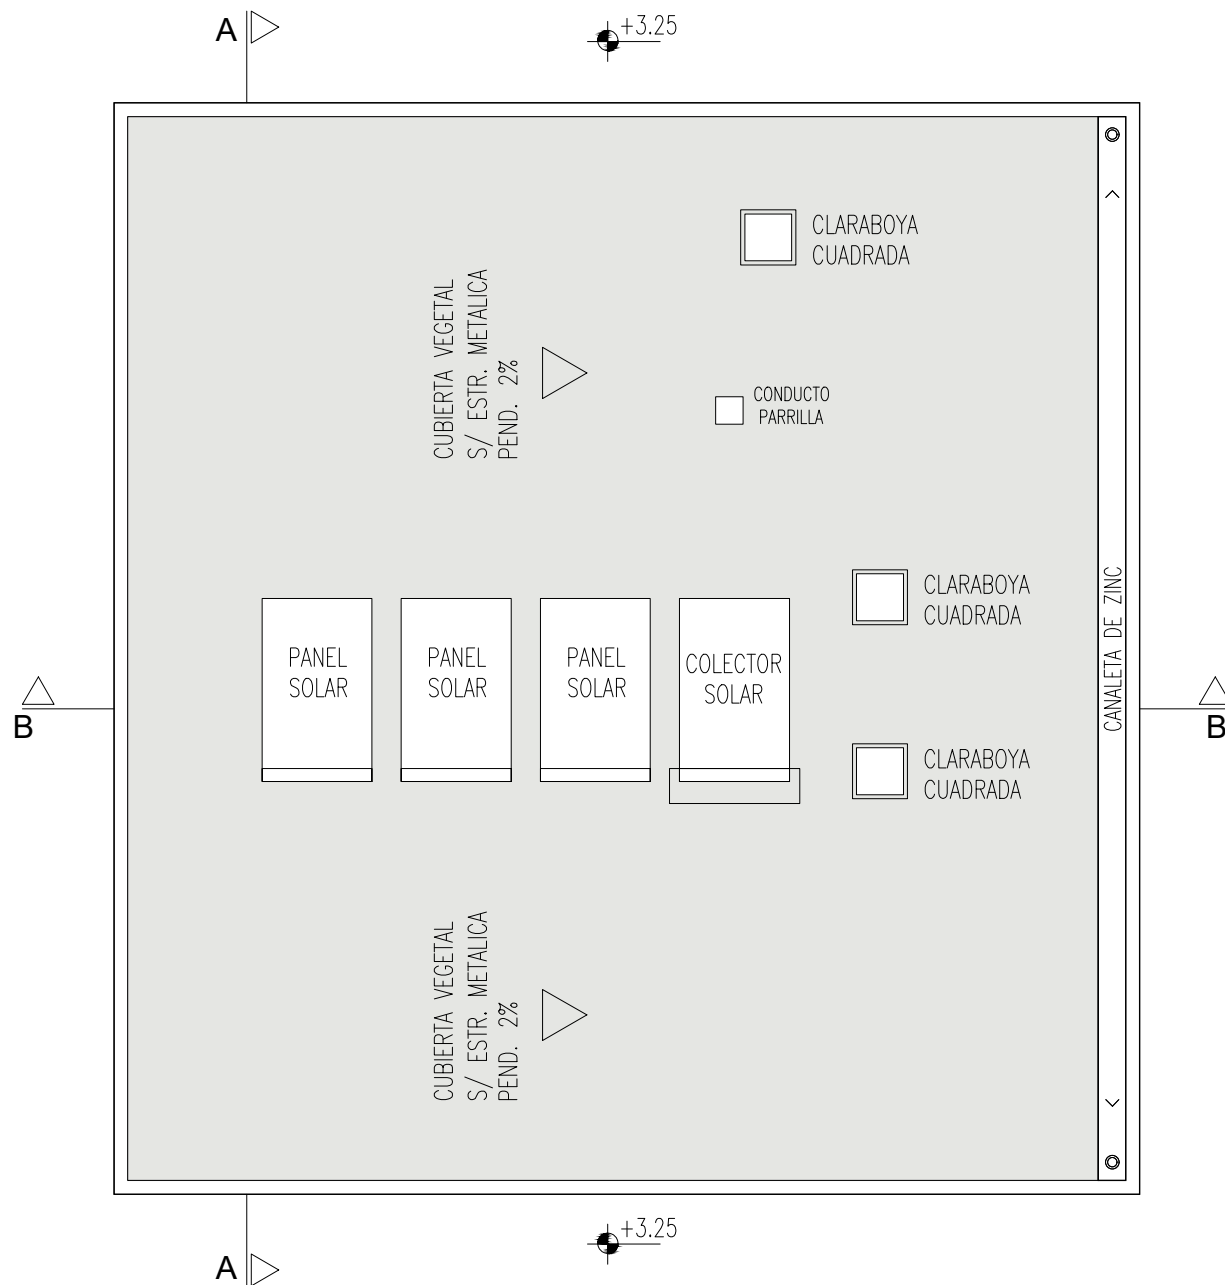 A
+3.25
CLARABOYA
CUADRADA
CUBIERTA VEGETAL
S/ ESTR. METALICA
PEND. 2%
CONDUCTO
PARRILLA
CLARABOYA
CUADRADA
CANALETA DE ZINC
PANEL
SOLAR
PANEL
SOLAR
PANEL
SOLAR
COLECTOR
SOLAR
B
B
CLARABOYA
CUADRADA
CUBIERTA VEGETAL
S/ ESTR. METALICA
PEND. 2%
+3.25
A